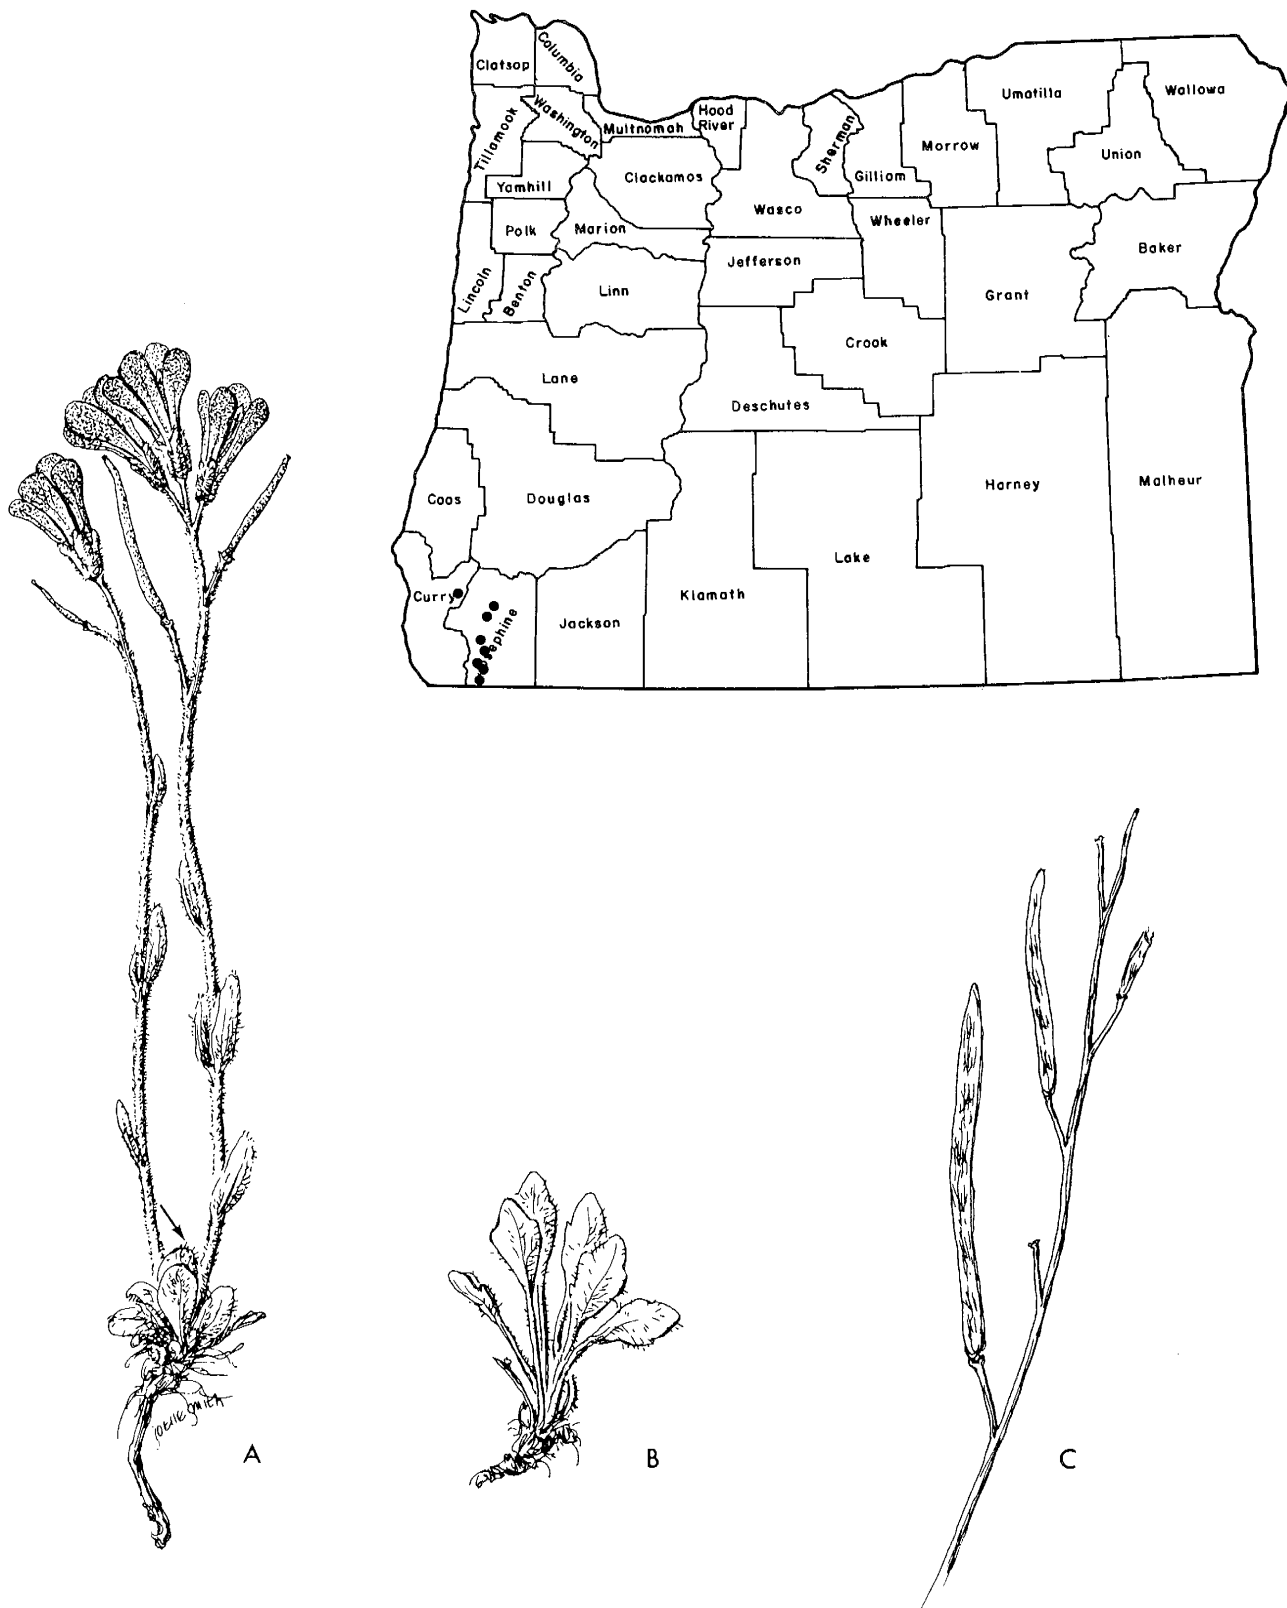 Clatsop
Columbia
Tillamook
Washington
Multnomah
Hood
River
Sherman
Gilliam
Morrow
Umatilla
Union
Wallowa
Yamhill
Clackamas
Wasco
Wheeler
Polk
Marion
Jefferson
Grant
Baker
Lincoln
Benton
Linn
Crook
Lane
Deschutes
Coos
Douglas
Harney
Malheur
Lake
Curry
Josephine
Jackson
Klamath
A
B
C